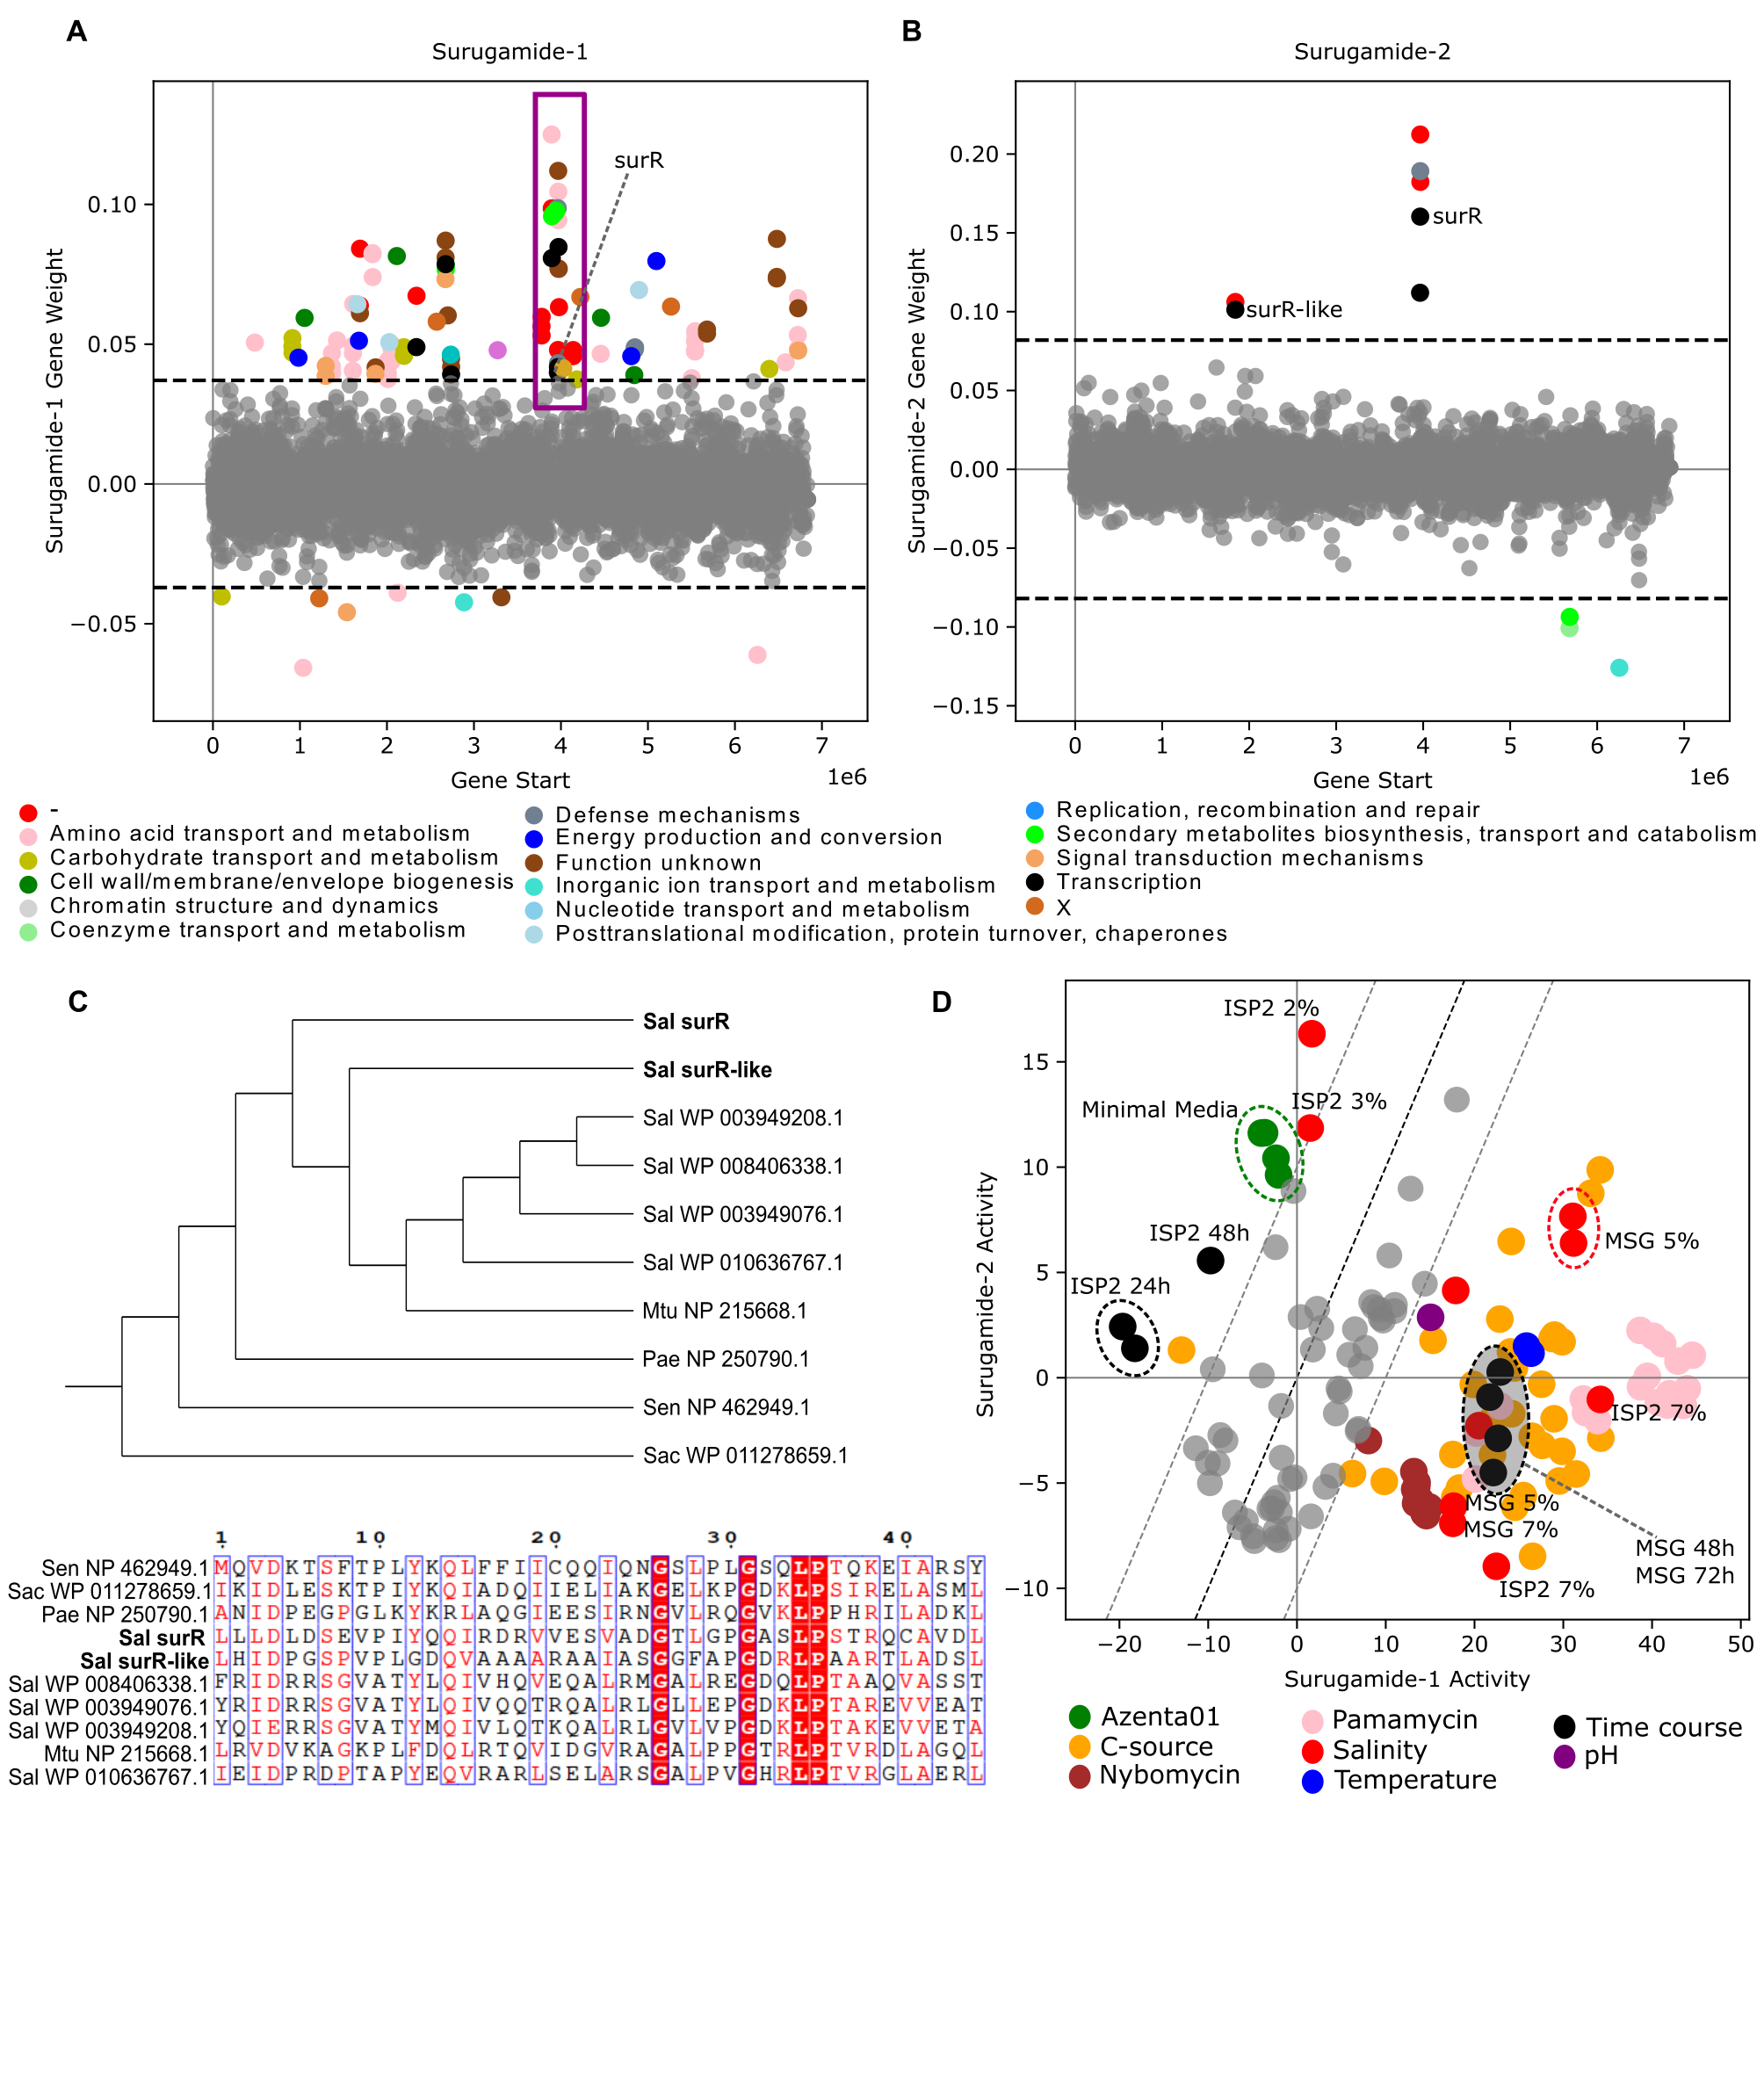 A
Surugamide-1
Surugamide-1 Gene Weight
0.10
0.05
0.00
−0.05
surR
0 1 2 3 4 5 6 7
Gene Start
1e6
B
Surugamide-2
Surugamide-2 Gene Weight
0.20
0.15
0.10
0.05
0.00
−0.05
−0.10
−0.15
surR
surR-like
0 1 2 3 4 5 6 7
Gene Start
1e6
-
Amino acid transport and metabolism
Carbohydrate transport and metabolism
Cell wall/membrane/envelope biogenesis
Chromatin structure and dynamics
Coenzyme transport and metabolism
Defense mechanisms
Energy production and conversion
Function unknown
Inorganic ion transport and metabolism
Nucleotide transport and metabolism
Posttranslational modification, protein turnover, chaperones
Replication, recombination and repair
Secondary metabolites biosynthesis, transport and catabolism
Signal transduction mechanisms
Transcription
X
C
Sal surR
Sal surR-like
Sal WP 003949208.1
Sal WP 008406338.1
Sal WP 003949076.1
Sal WP 010636767.1
Mtu NP 215668.1
Pae NP 250790.1
Sen NP 462949.1
Sac WP 011278659.1
1 10 20 30 40
Sen NP 462949.1 MQVDKTSFTPLYKQLFFIICQQIQNGSLPLGSQLPTQKEIARSY
Sac WP 011278659.1 IKIDLESKTPIYKQIADQIIELIAKGELKPGDKLPSIRELASML
Pae NP 250790.1 ANIDPEGPGLKYKRLAQGIEESIRNGVLRQGVKLPPHRILADKL
Sal surR LLLDLDSEVPIYQQIRDRVVESVADGTLGPGASLPSTRQCAVDL
Sal surR-like LHIDPGSPVPLGDQVAAAARAAIASGGFAPGDRLPAARTLADSL
Sal WP 008406338.1 FRIDRRSGVATYLQIVHQVEQALRMGALREGDQLPTAAQVASST
Sal WP 003949076.1 YRIDRRSGVATYLQIVQQTRQALRLGLLEPGDKLPTAREVVEAT
Sal WP 003949208.1 YQIERRSGVATYMQIVLQTKQALRLGVLVPGDKLPTAKEVVETA
Mtu NP 215668.1 LRVDVKAGKPLFDQLRTQVIDGVRAGALPPGTRLPTVRDLAGQL
Sal WP 010636767.1 IEIDPRDPTAPYEQVRARLSELARSGALPVGHRLPTVRGLAERL
D
Surugamide-2 Activity
15
10
5
0
−5
−10
ISP2 2%
Minimal Media
ISP2 3%
ISP2 48h
ISP2 24h
MSG 5%
ISP2 7%
MSG 5%
MSG 7%
MSG 48h
MSG 72h
ISP2 7%
−20 −10 0 10 20 30 40 50
Surugamide-1 Activity
Azenta01
C-source
Nybomycin
Pamamycin
Salinity
Temperature
Time course
pH